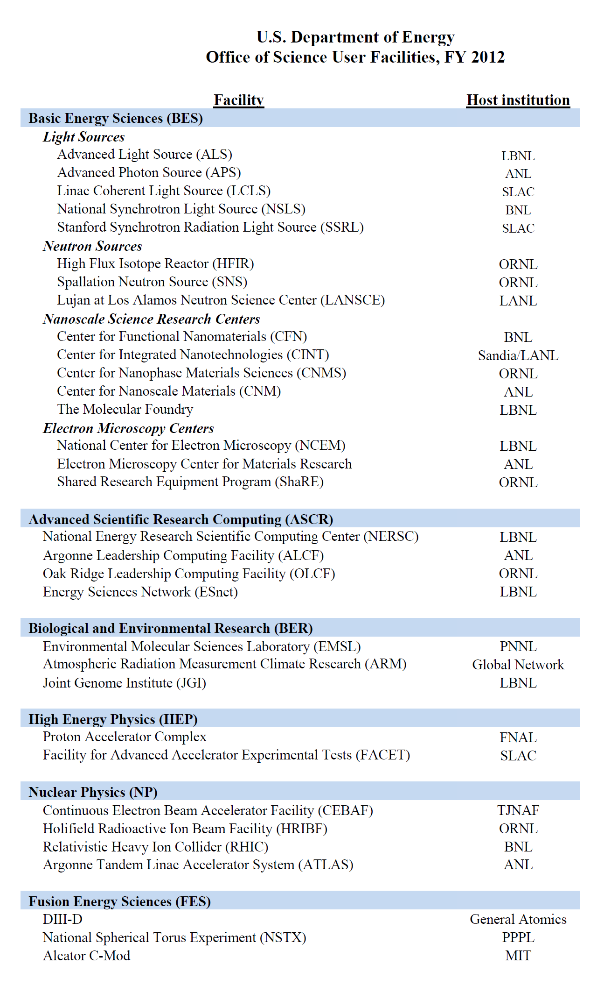 U.S. Department of Energy
Office of Science User Facilities, FY 2012
Facility Host institution
Basic Energy Sciences (BES)
Light Sources
Advanced Light Source (ALS) LBNL
Advanced Photon Source (APS) ANL
Linac Coherent Light Source (LCLS) SLAC
National Synchrotron Light Source (NSLS) BNL
Stanford Synchrotron Radiation Light Source (SSRL) SLAC
Neutron Sources
High Flux Isotope Reactor (HFIR) ORNL
Spallation Neutron Source (SNS) ORNL
Lujan at Los Alamos Neutron Science Center (LANSCE) LANL
Nanoscale Science Research Centers
Center for Functional Nanomaterials (CFN) BNL
Center for Integrated Nanotechnologies (CINT) Sandia/LANL
Center for Nanophase Materials Sciences (CNMS) ORNL
Center for Nanoscale Materials (CNM) ANL
The Molecular Foundry LBNL
Electron Microscopy Centers
National Center for Electron Microscopy (NCEM) LBNL
Electron Microscopy Center for Materials Research ANL
Shared Research Equipment Program (ShaRE) ORNL
Advanced Scientific Research Computing (ASCR)
National Energy Research Scientific Computing Center (NERSC) LBNL
Argonne Leadership Computing Facility (ALCF) ANL
Oak Ridge Leadership Computing Facility (OLCF) ORNL
Energy Sciences Network (ESnet) LBNL
Biological and Environmental Research (BER)
Environmental Molecular Sciences Laboratory (EMSL) PNNL
Atmospheric Radiation Measurement Climate Research (ARM) Global Network
Joint Genome Institute (JGI) LBNL
High Energy Physics (HEP)
Proton Accelerator Complex FNAL
Facility for Advanced Accelerator Experimental Tests (FACET) SLAC
Nuclear Physics (NP)
Continuous Electron Beam Accelerator Facility (CEBAF) TJNAF
Holifield Radioactive Ion Beam Facility (HRIBF) ORNL
Relativistic Heavy Ion Collider (RHIC) BNL
Argonne Tandem Linac Accelerator System (ATLAS) ANL
Fusion Energy Sciences (FES)
DIII-D General Atomics
National Spherical Torus Experiment (NSTX) PPPL
Alcator C-Mod MIT